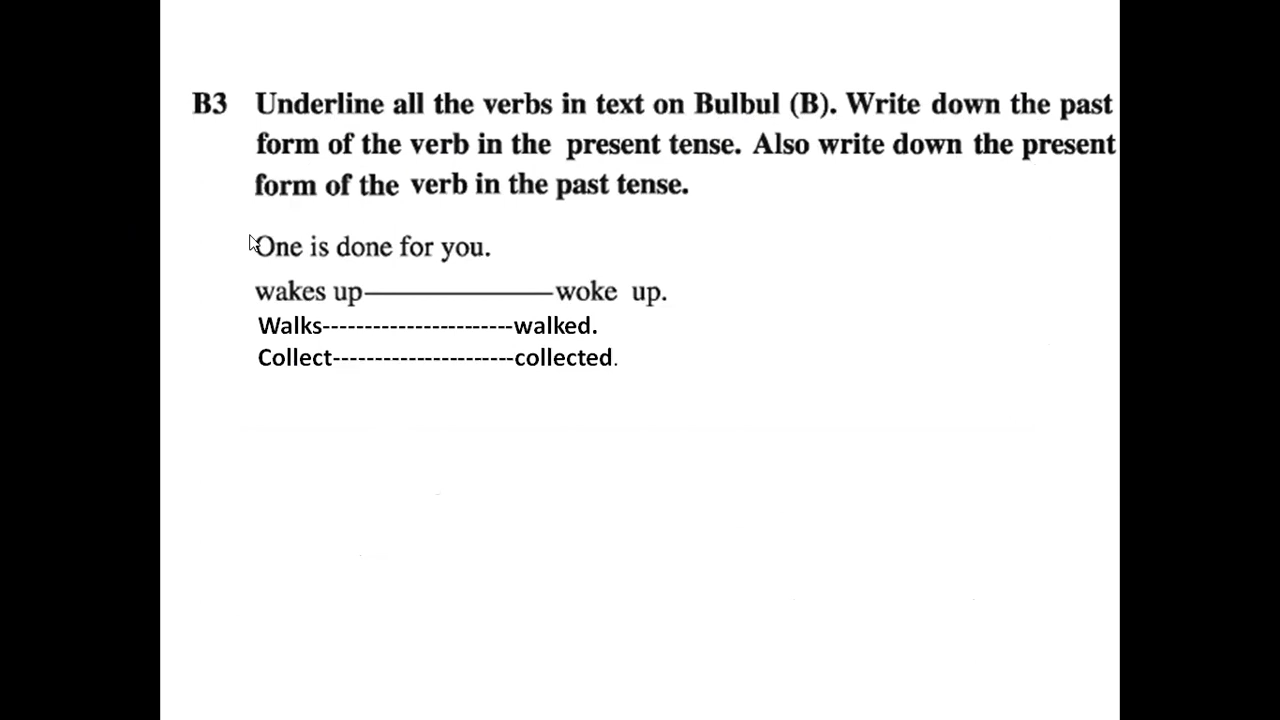 B3 Underline all the verbs in text on Bulbul (B). Write down the past
form of the verb in the present tense. Also write down the present
form of the verb in the past tense.
One is done for you.
wakes up———————woke up.
Walks-----------------------walked.
Collect----------------------collected.